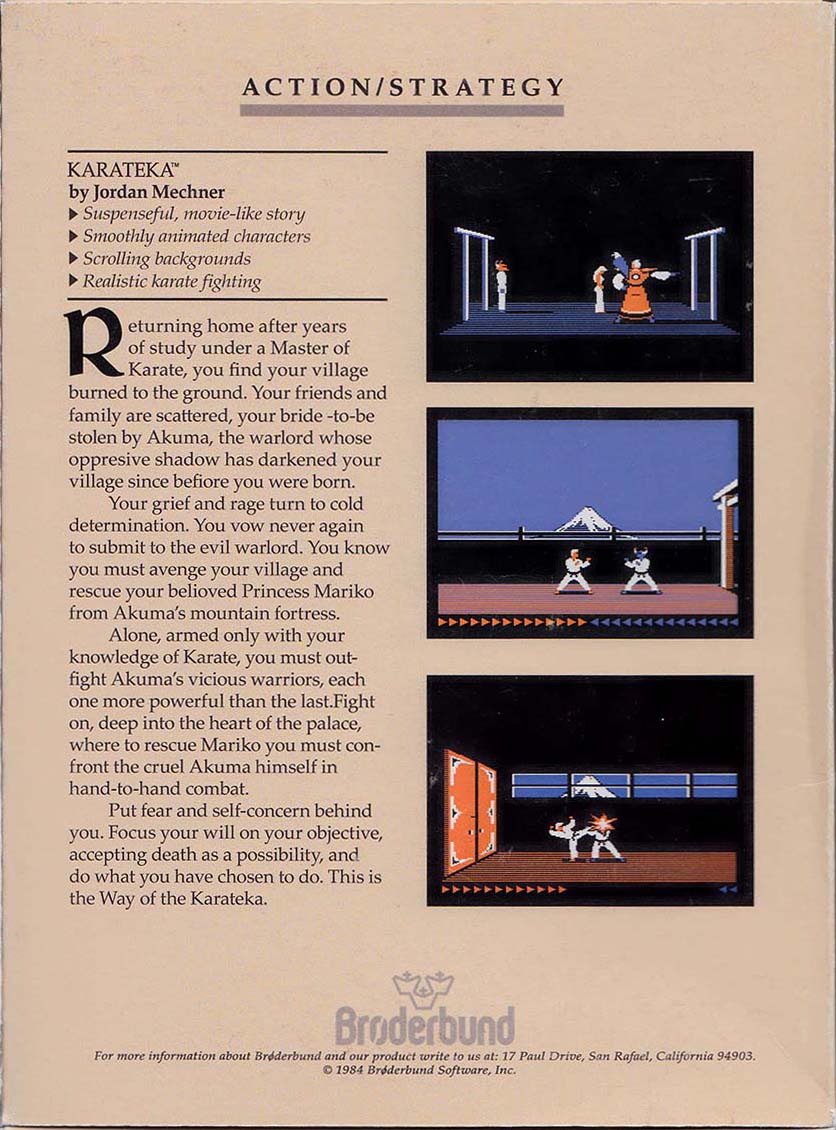 ACTION/STRATEGY
KARATEKA™
by Jordan Mechner
▶ Suspenseful, movie-like story
▶ Smoothly animated characters
▶ Scrolling backgrounds
▶ Realistic karate fighting
Returning home after years
of study under a Master of
Karate, you find your village
burned to the ground. Your friends and
family are scattered, your bride -to-be
stolen by Akuma, the warlord whose
oppresive shadow has darkened your
village since befiore you were born.
Your grief and rage turn to cold
determination. You vow never again
to submit to the evil warlord. You know
you must avenge your village and
rescue your belioved Princess Mariko
from Akuma's mountain fortress.
Alone, armed only with your
knowledge of Karate, you must out-
fight Akuma's vicious warriors, each
one more powerful than the last.Fight
on, deep into the heart of the palace,
where to rescue Mariko you must con-
front the cruel Akuma himself in
hand-to-hand combat.
Put fear and self-concern behind
you. Focus your will on your objective,
accepting death as a possibility, and
do what you have chosen to do. This is
the Way of the Karateka.
Brøderbund
For more information about Brøderbund and our product write to us at: 17 Paul Drive, San Rafael, California 94903.
© 1984 Brøderbund Software, Inc.